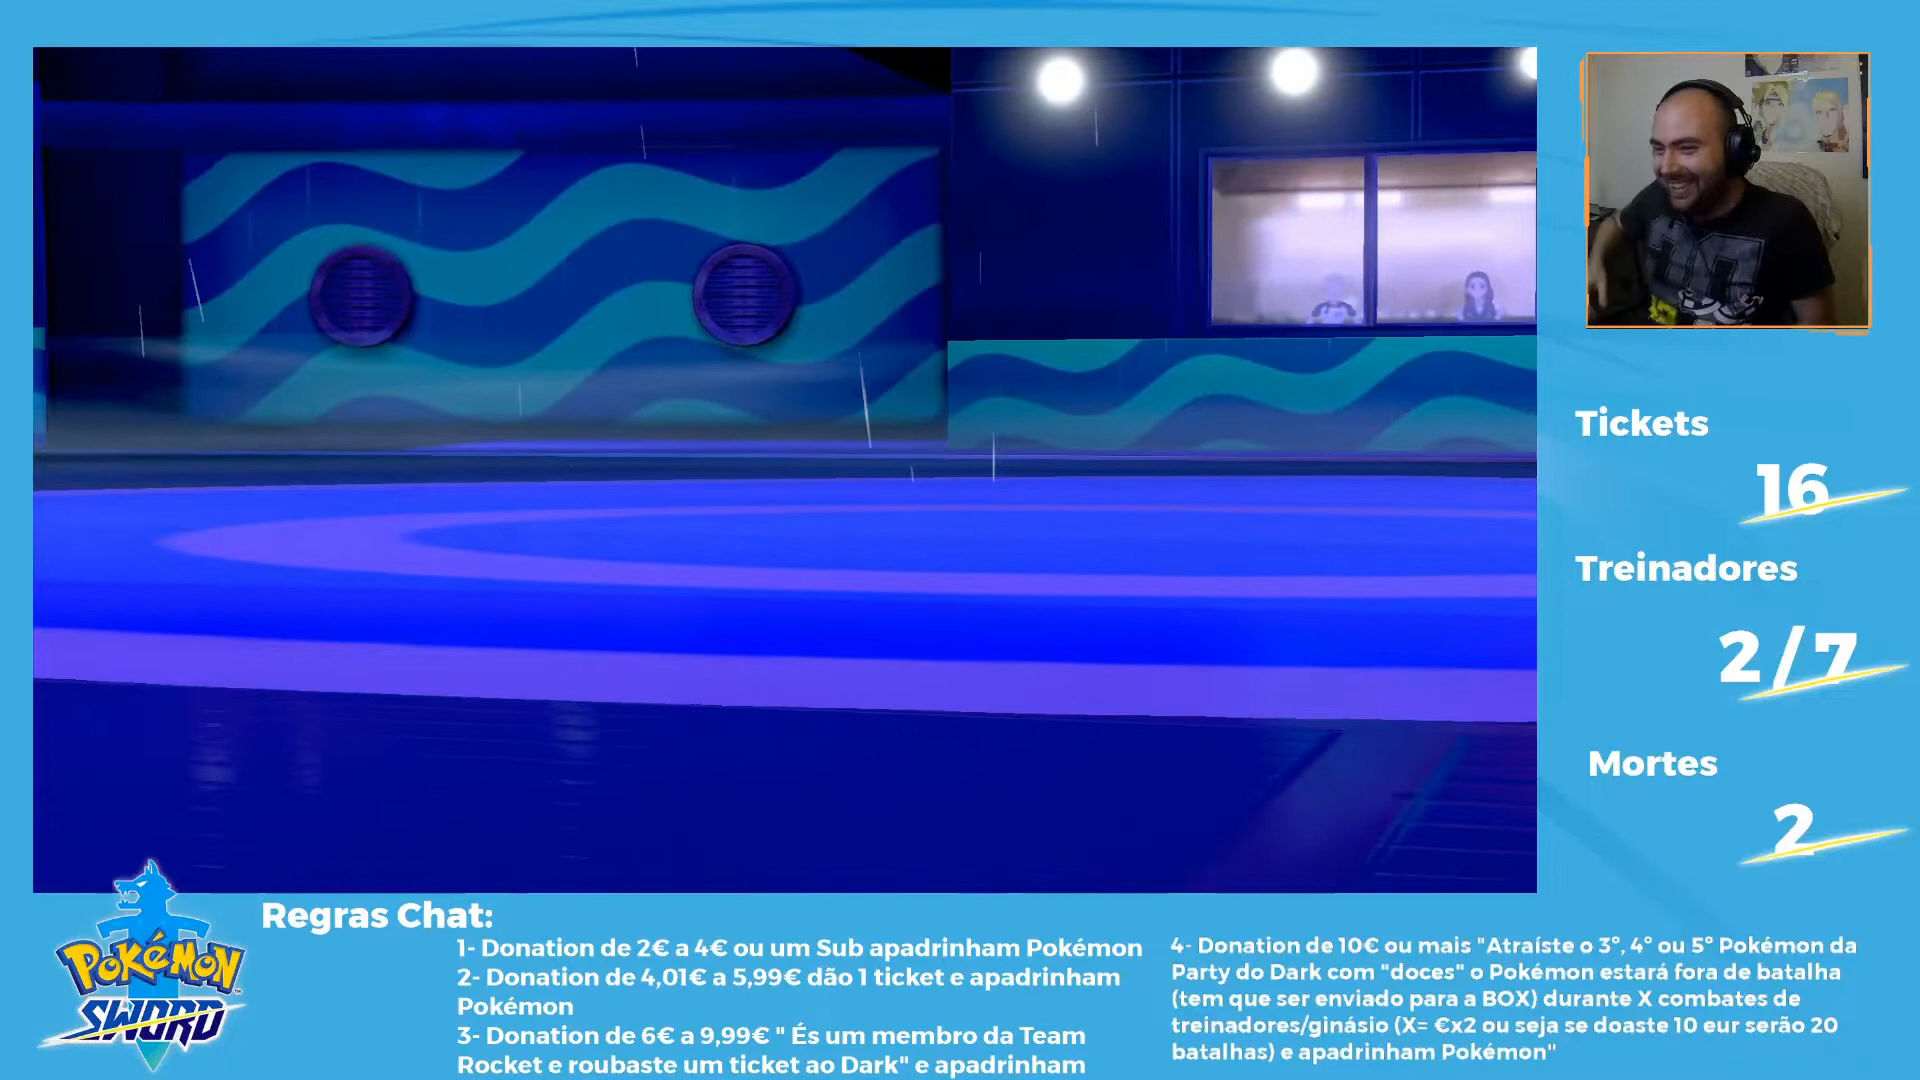 Tickets
16
Treinadores
2/7
Mortes
2
POKéMON
SWORD
Regras Chat:
1- Donation de 2€ a 4€ ou um Sub apadrinham Pokémon
2- Donation de 4,01€ a 5,99€ dão 1 ticket e apadrinham
Pokémon
3- Donation de 6€ a 9,99€ " És um membro da Team
Rocket e roubaste um ticket ao Dark" e apadrinham
4- Donation de 10€ ou mais "Atraíste o 3º, 4º ou 5º Pokémon da
Party do Dark com "doces" o Pokémon estará fora de batalha
(tem que ser enviado para a BOX) durante X combates de
treinadores/ginásio (X= €x2 ou seja se doaste 10 eur serão 20
batalhas) e apadrinham Pokémon"